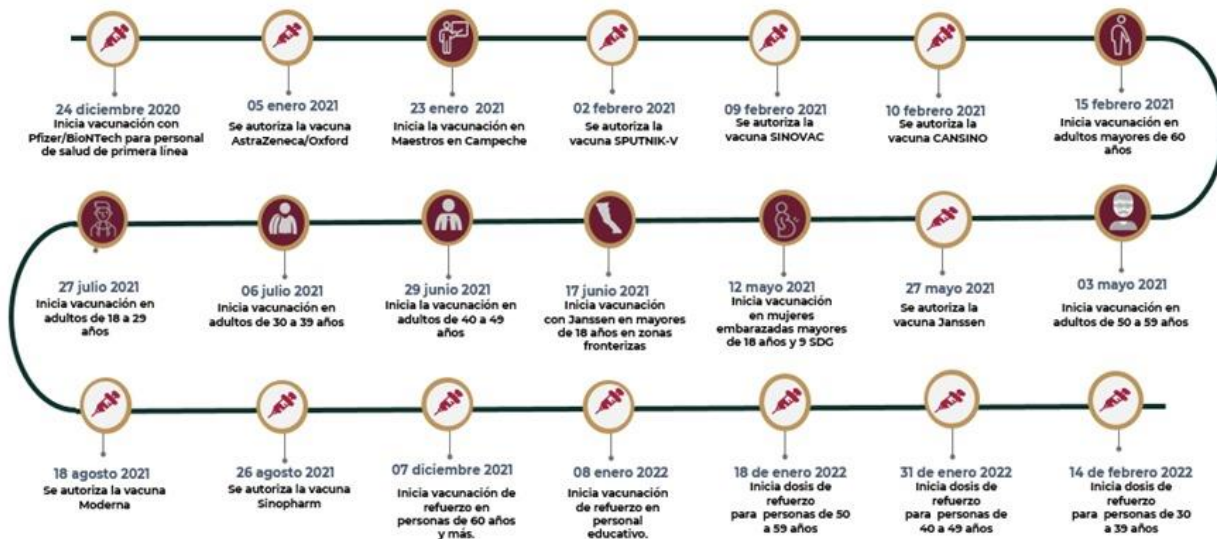 24 diciembre 2020
Inicia vacunación con
Pfizer/BioNTech para personal
de salud de primera línea
05 enero 2021
Se autoriza la vacuna
AstraZeneca/Oxford
23 enero 2021
Inicia la vacunación en
Maestros en Campeche
02 febrero 2021
Se autoriza la
vacuna SPUTNIK-V
09 febrero 2021
Se autoriza la
vacuna SINOVAC
10 febrero 2021
Se autoriza la
vacuna CANSINO
15 febrero 2021
Inicia vacunación en
adultos mayores de 60
años
27 julio 2021
Inicia vacunación en
adultos de 18 a 29
años
06 julio 2021
Inicia vacunación en
adultos de 30 a 39 años
29 junio 2021
Inicia la vacunación en
adultos de 40 a 49
años
17 junio 2021
Inicia vacunación
con Janssen en mayores
de 18 años en zonas
fronterizas
12 mayo 2021
Inicia vacunación
en mujeres
embarazadas mayores
de 18 años y 9 SDG
27 mayo 2021
Se autoriza la
vacuna Janssen
03 mayo 2021
Inicia vacunación en
adultos de 50 a 59 años
18 agosto 2021
Se autoriza la vacuna
Moderna
26 agosto 2021
Se autoriza la vacuna
Sinopharm
07 diciembre 2021
Inicia vacunación de
refuerzo en
personas de 60 años
y más.
08 enero 2022
Inicia vacunación
de refuerzo en
personal
educativo.
18 de enero 2022
Inicia dosis de
refuerzo
para personas de 50
a 59 años
31 de enero 2022
Inicia dosis de
refuerzo
para personas de
40 a 49 años
14 de febrero 2022
Inicia dosis de
refuerzo
para personas de 30
a 39 años